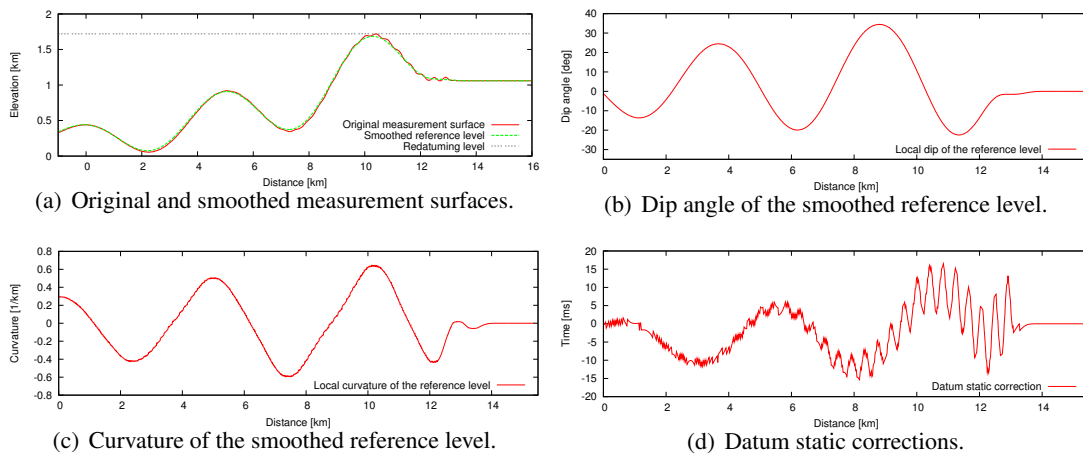 2
1.5
1
0.5
0
Elevation [km]
Original measurement surface
Smoothed reference level
Redatuming level
0 2 4 6 8 10 12 14 16
Distance [km]
(a) Original and smoothed measurement surfaces.
40
30
20
10
0
-10
-20
-30
Dip angle [deg]
Local dip of the reference level
0 2 4 6 8 10 12 14
Distance [km]
(b) Dip angle of the smoothed reference level.
0.8
0.6
0.4
0.2
0
-0.2
-0.4
-0.6
-0.8
Curvature [1/km]
Local curvature of the reference level
0 2 4 6 8 10 12 14
Distance [km]
(c) Curvature of the smoothed reference level.
20
15
10
5
0
-5
-10
-15
-20
Time [ms]
Datum static correction
0 2 4 6 8 10 12 14
Distance [km]
(d) Datum static corrections.